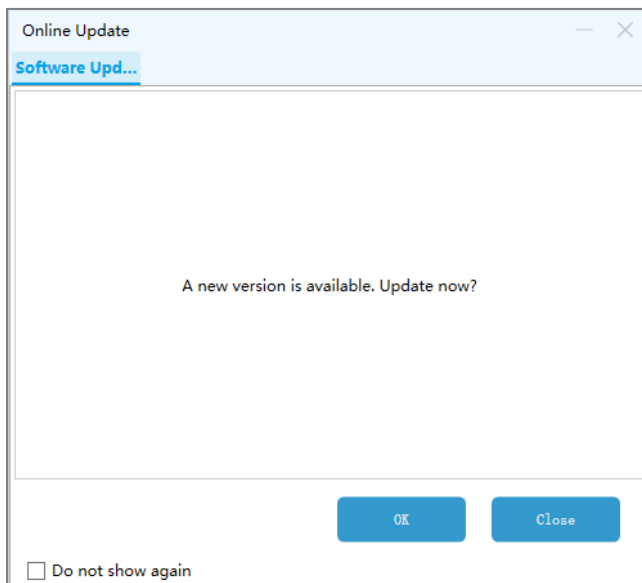 Online Update
Software Upd...
A new version is available. Update now?
OK
Close
Do not show again